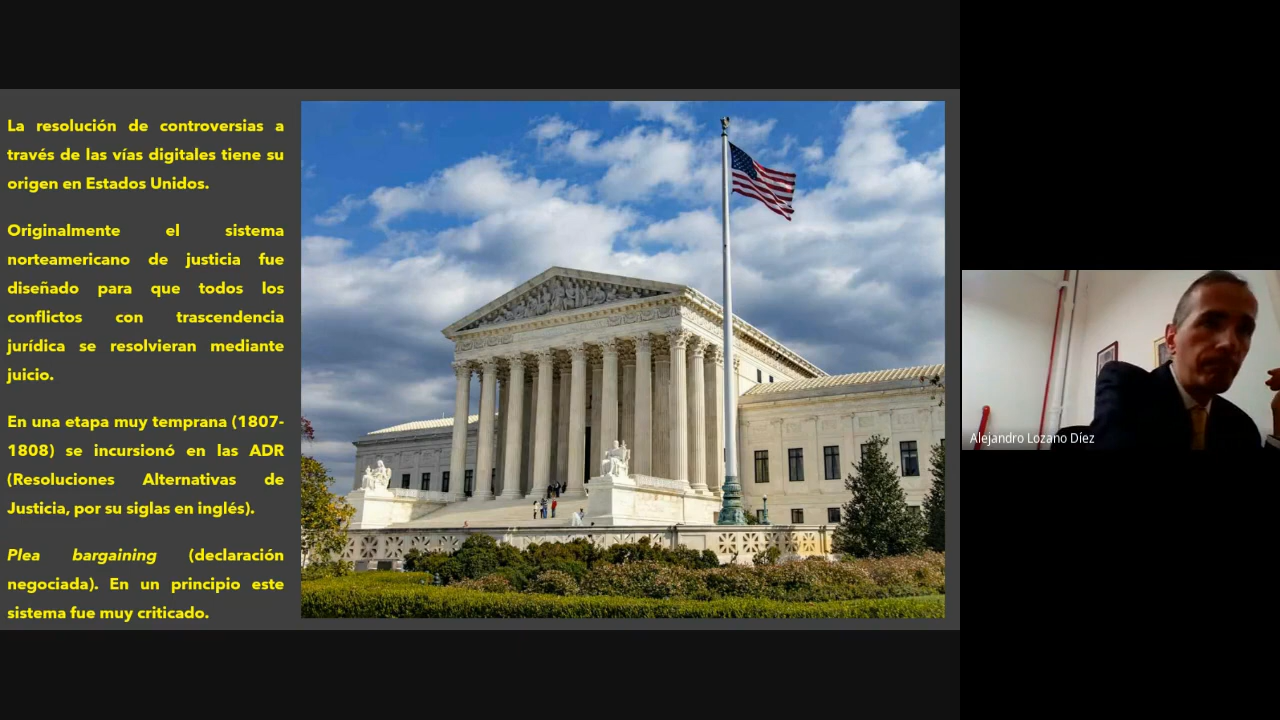 La resolución de controversias a
través de las vías digitales tiene su
origen en Estados Unidos.
Originalmente el sistema
norteamericano de justicia fue
diseñado para que todos los
conflictos con trascendencia
jurídica se resolvieran mediante
juicio.
En una etapa muy temprana (1807-
1808) se incursionó en las ADR
(Resoluciones Alternativas de
Justicia, por su siglas en inglés).
Plea bargaining (declaración
negociada). En un principio este
sistema fue muy criticado.
Alejandro Lozano Díez